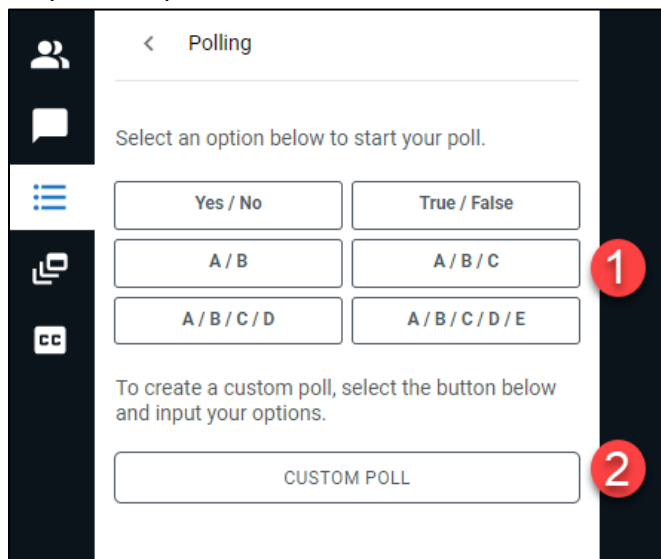 < Polling
Select an option below to start your poll.
Yes / No
True / False
A / B
A / B / C
1
A / B / C / D
A / B / C / D / E
CC
To create a custom poll, select the button below
and input your options.
CUSTOM POLL
2